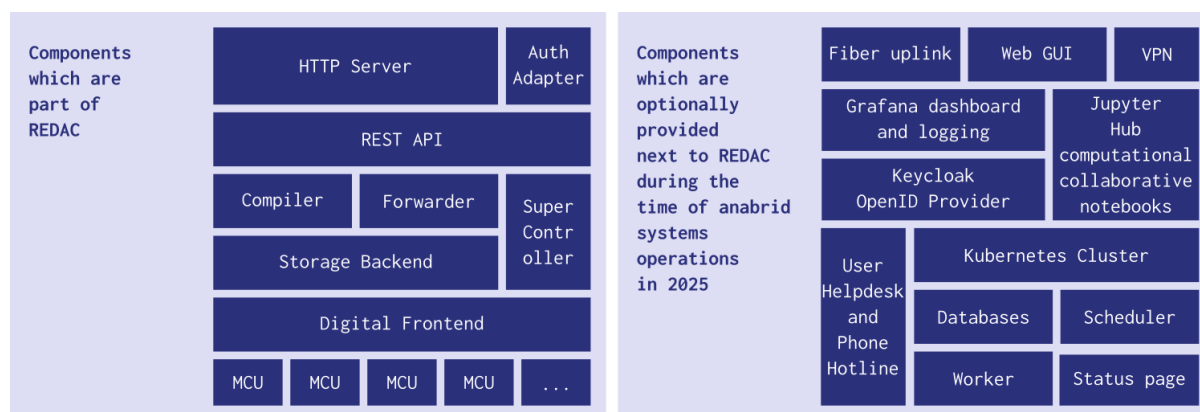 Components
which are
part of
REDAC
HTTP Server
Auth
Adapter
REST API
Compiler
Forwarder
Super
Contr
oller
Storage Backend
Digital Frontend
MCU
MCU
MCU
MCU
...
Components
which are
optionally
provided
next to REDAC
during the
time of anabrid
systems
operations
in 2025
Fiber uplink
Web GUI
VPN
Grafana dashboard
and logging
Jupyter
Hub
computational
collaborative
notebooks
Keycloak
OpenID Provider
User
Helpdesk
and
Phone
Hotline
Kubernetes Cluster
Databases
Scheduler
Worker
Status page